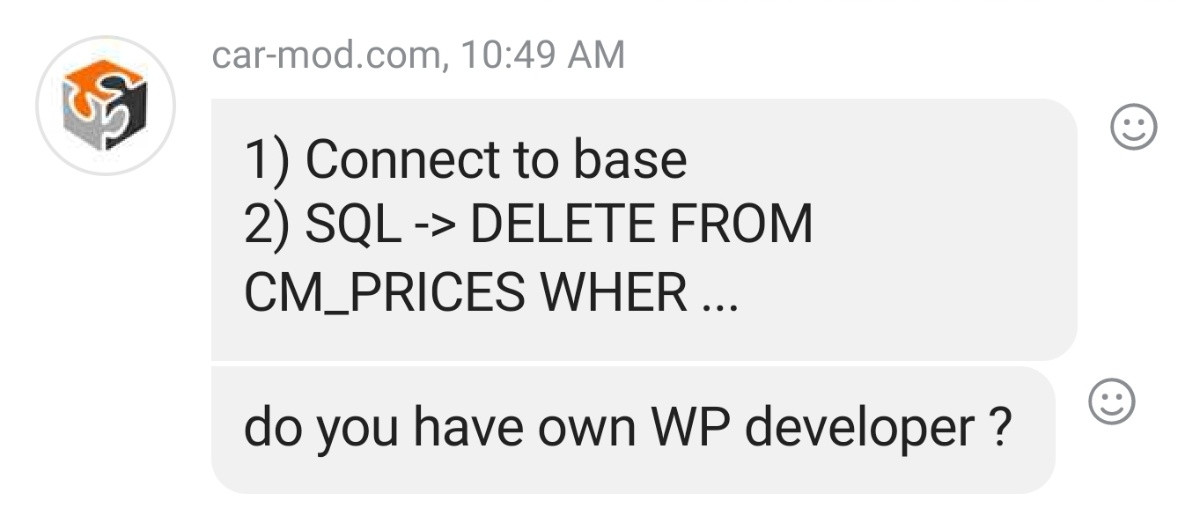 car-mod.com, 10:49 AM
1) Connect to base
2) SQL -> DELETE FROM
CM_PRICES WHER ...
do you have own WP developer ?